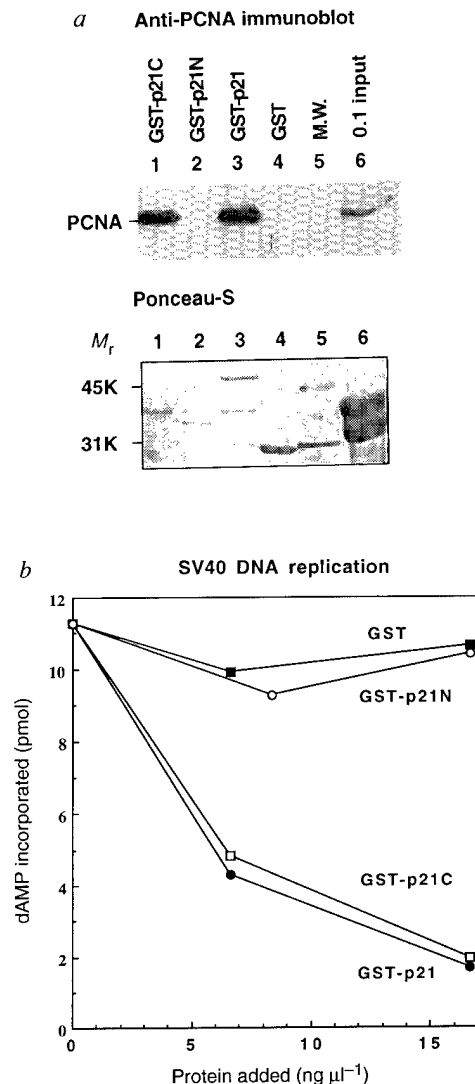 a Anti-PCNA immunoblot
GST-p21C
GST-p21N
GST-p21
GST
M.W.
0.1 input
1 2 3 4 5 6
PCNA
Ponceau-S
Mr 1 2 3 4 5 6
45K
31K
b SV40 DNA replication
12
10
8
6
4
2
0
dAMP incorporated (pmol)
GST
GST-p21N
GST-p21C
GST-p21
0 5 10 15
Protein added (ng μl–1)